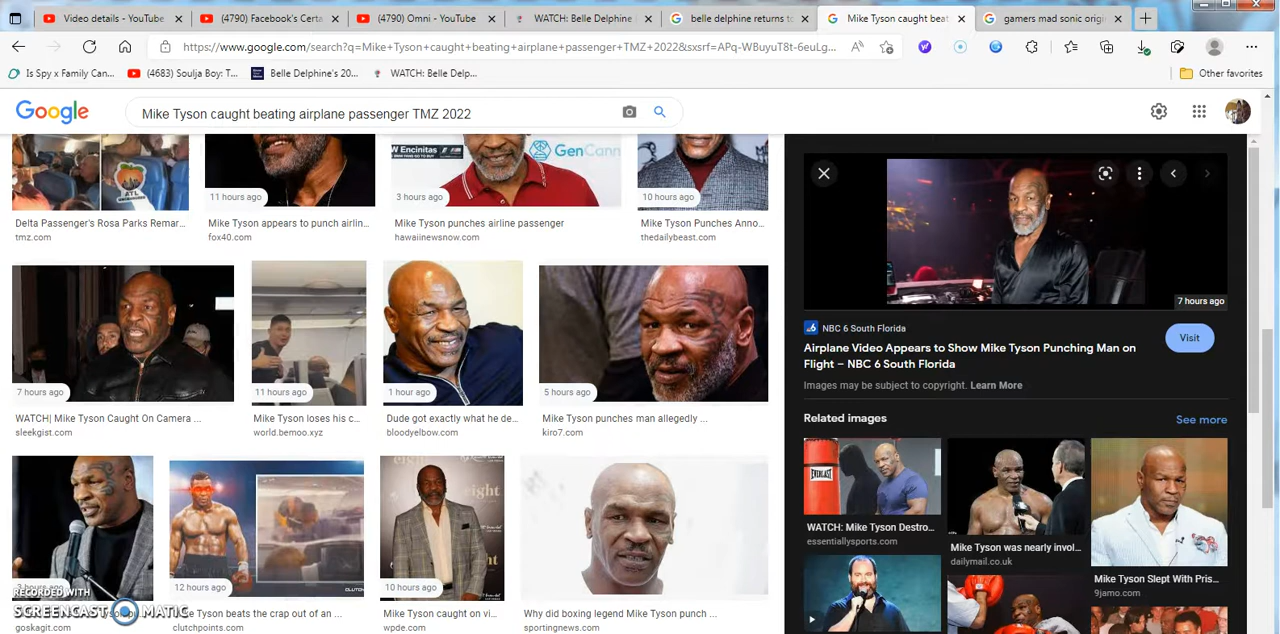 Video details - YouTube
(4790) Facebook's Certa
(4790) Omni - YouTube
WATCH: Belle Delphine
belle delphine returns to
Mike Tyson caught beat
gamers mad sonic origi
https://www.google.com/search?q=Mike+Tyson+caught+beating+airplane+passenger+TMZ+2022&sxsrf=APq-WBuyuT8t-6euLg...
Is Spy x Family Can...
(4683) Soulja Boy: T...
Belle Delphine's 20...
WATCH: Belle Delp...
Other favorites
Google
Mike Tyson caught beating airplane passenger TMZ 2022
W Encinitas
GenCann
ATL
11 hours ago
3 hours ago
10 hours ago
Delta Passenger's Rosa Parks Remar...
tmz.com
Mike Tyson appears to punch airlin...
fox40.com
Mike Tyson punches airline passenger
hawaiinewsnow.com
Mike Tyson Punches Anno...
thedailybeast.com
7 hours ago
11 hours ago
1 hour ago
5 hours ago
WATCH| Mike Tyson Caught On Camera ...
sleekgist.com
Mike Tyson loses his c...
world.bemoo.xyz
Dude got exactly what he de...
bloodyelbow.com
Mike Tyson punches man allegedly ...
kiro7.com
3 hours ago
12 hours ago
10 hours ago
RECORDED WITH
SCREENCAST MATIC
goskagit.com
Tyson beats the crap out of an ...
clutchpoints.com
Mike Tyson caught on vi...
wpde.com
Why did boxing legend Mike Tyson punch ...
sportingnews.com
7 hours ago
NBC 6 South Florida
Airplane Video Appears to Show Mike Tyson Punching Man on
Flight – NBC 6 South Florida
Visit
Images may be subject to copyright. Learn More
Related images
See more
EVERLAST
WATCH: Mike Tyson Destro...
essentiallysports.com
Mike Tyson was nearly invol...
dailymail.co.uk
Mike Tyson Slept With Pris...
9jamo.com